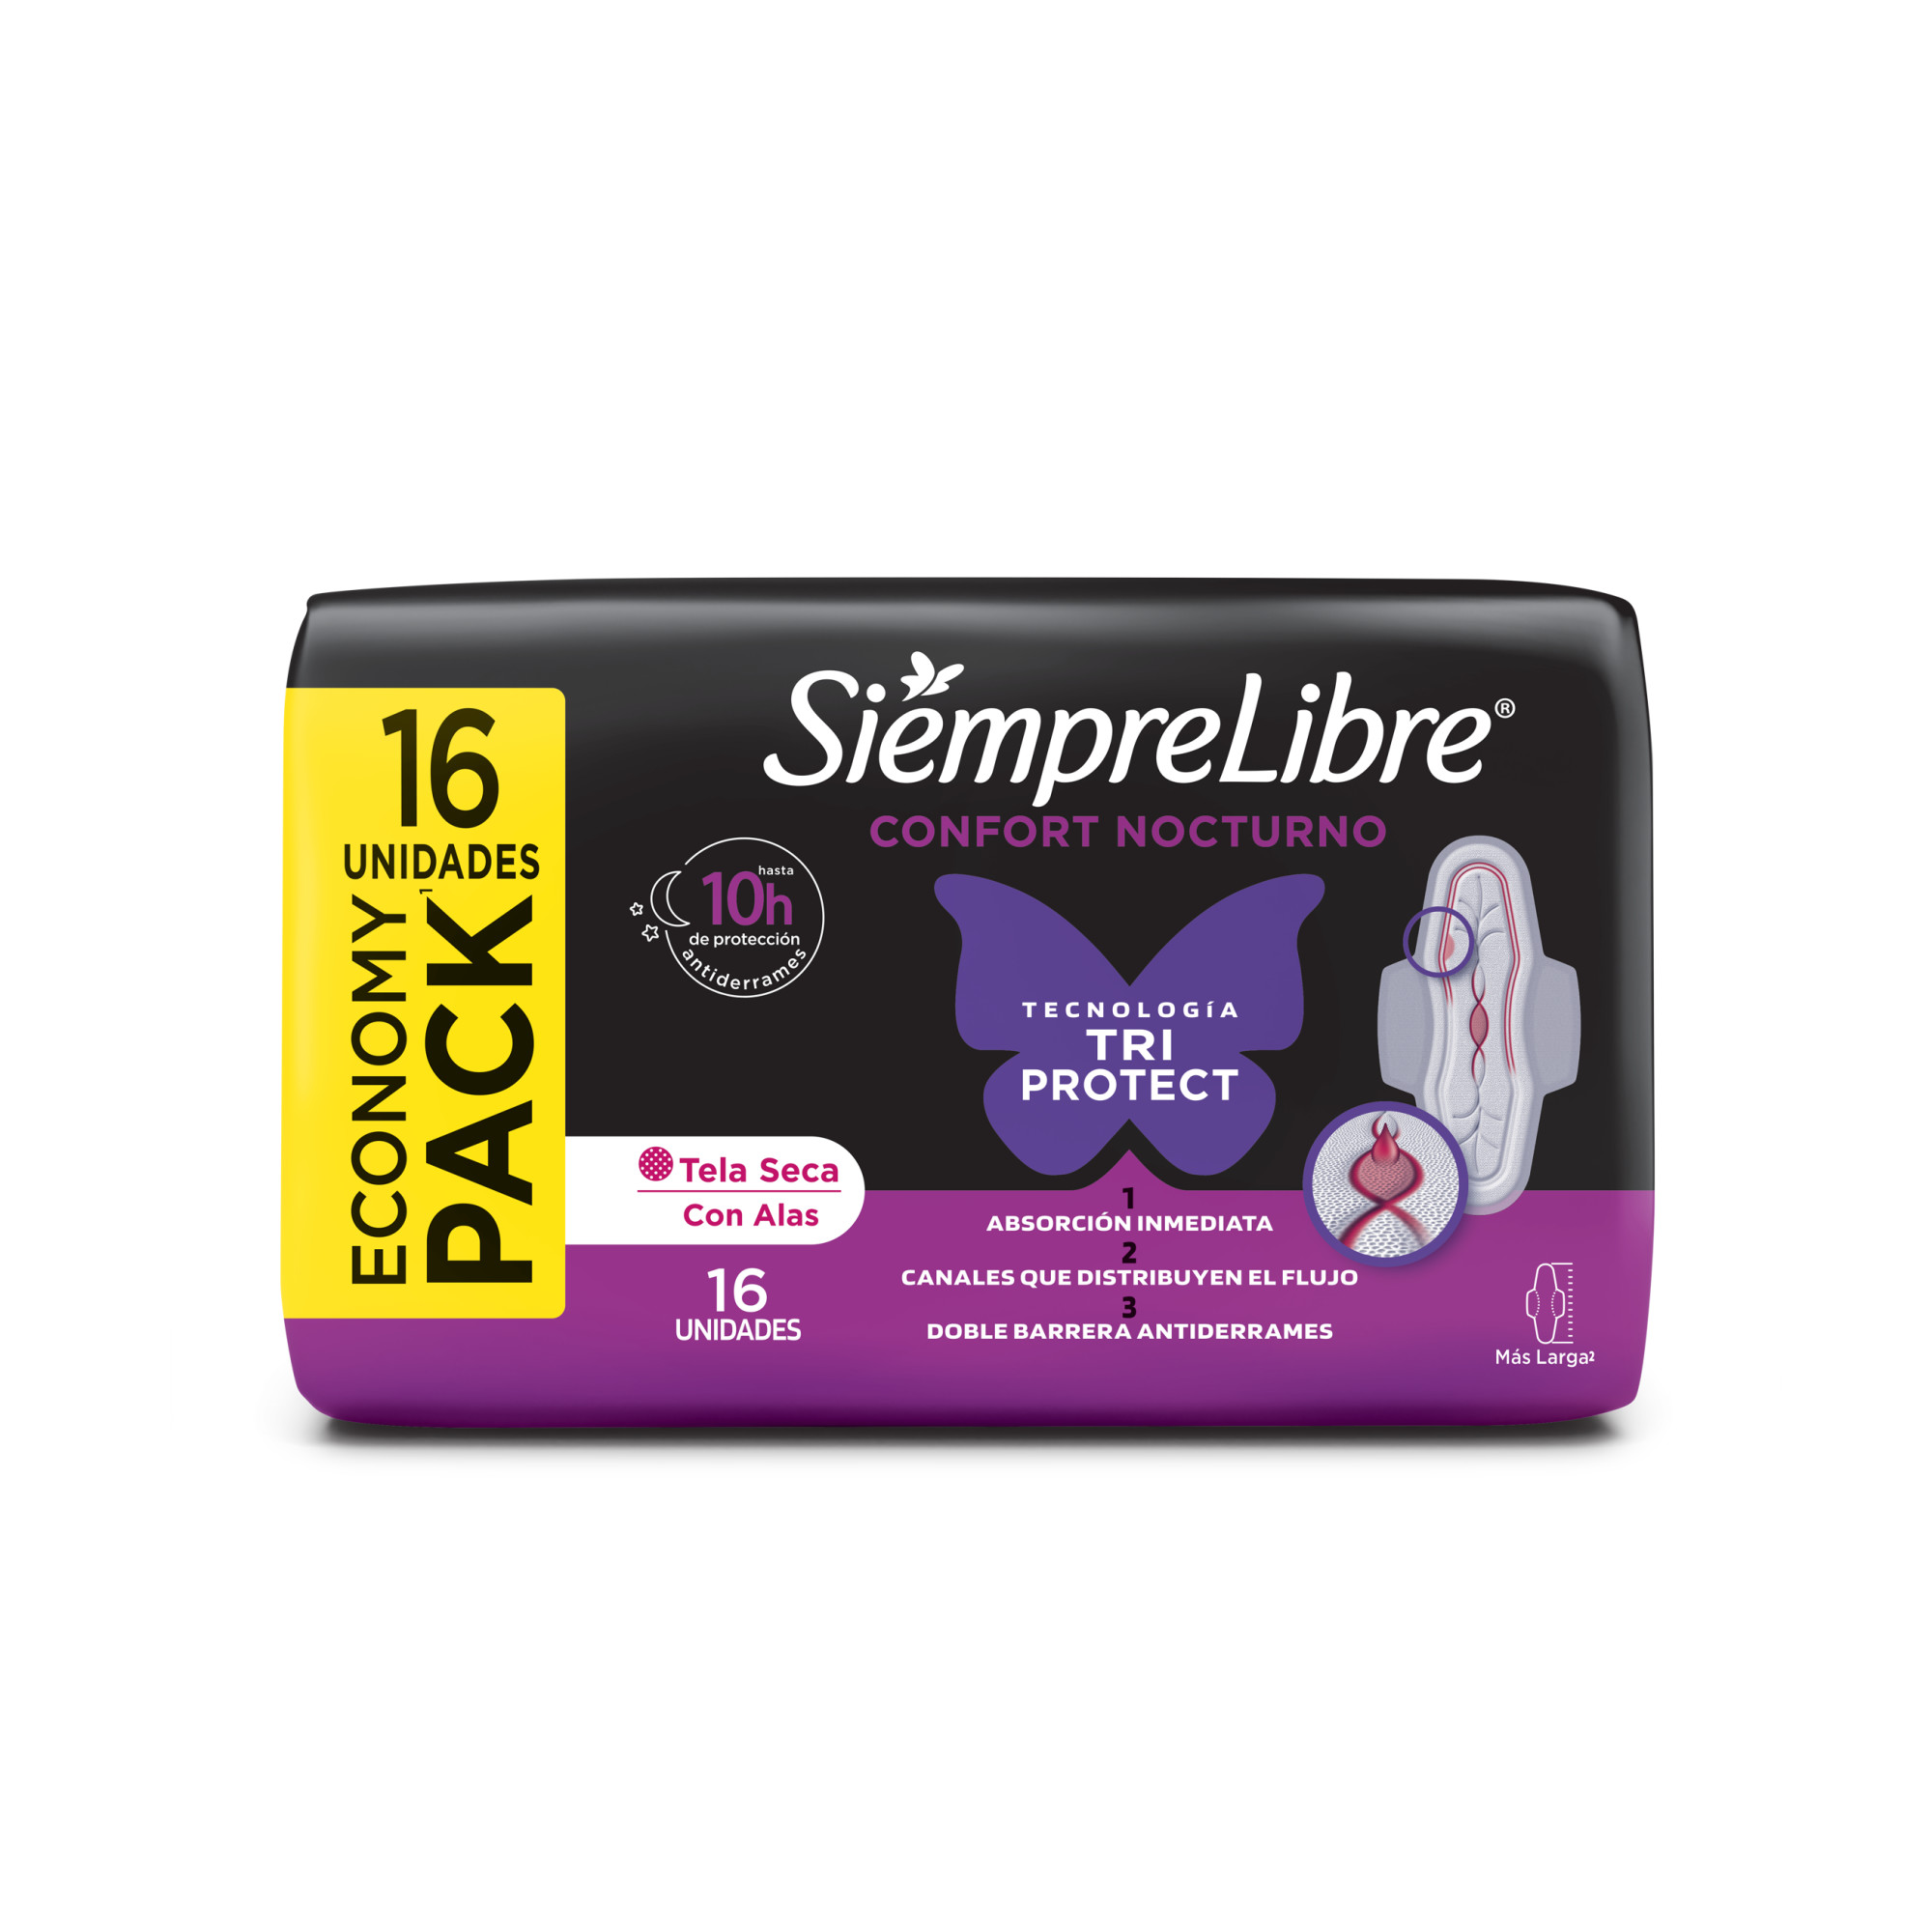 16
UNIDADES
ECONOMY
PACK¹
SiempreLibre®
CONFORT NOCTURNO
hasta
10h
de protección
antiderrames
TECNOLOGíA
TRI
PROTECT
Tela Seca
Con Alas
16
UNIDADES
1
ABSORCIÓN INMEDIATA
2
CANALES QUE DISTRIBUYEN EL FLUJO
3
DOBLE BARRERA ANTIDERRAMES
Más Larga²